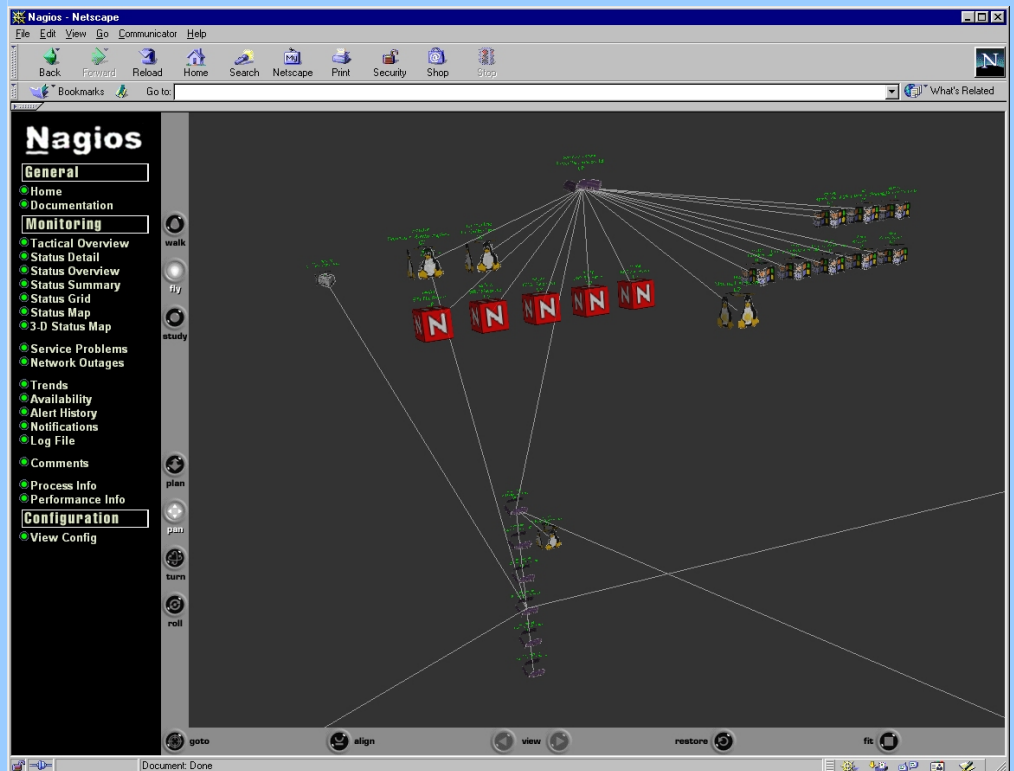 Nagios - Netscape
File Edit View Go Communicator Help
Back Forward Reload Home Search Netscape Print Security Shop Stop
Bookmarks Go to: What's Related
N
Nagios
General
Home
Documentation
Monitoring
Tactical Overview
Status Detail
Status Overview
Status Summary
Status Grid
Status Map
3-D Status Map
Service Problems
Network Outages
Trends
Availability
Alert History
Notifications
Log File
Comments
Process Info
Performance Info
Configuration
View Config
walk
fly
study
plan
pan
turn
roll
N N N N N
goto align view restore fit
Document: Done